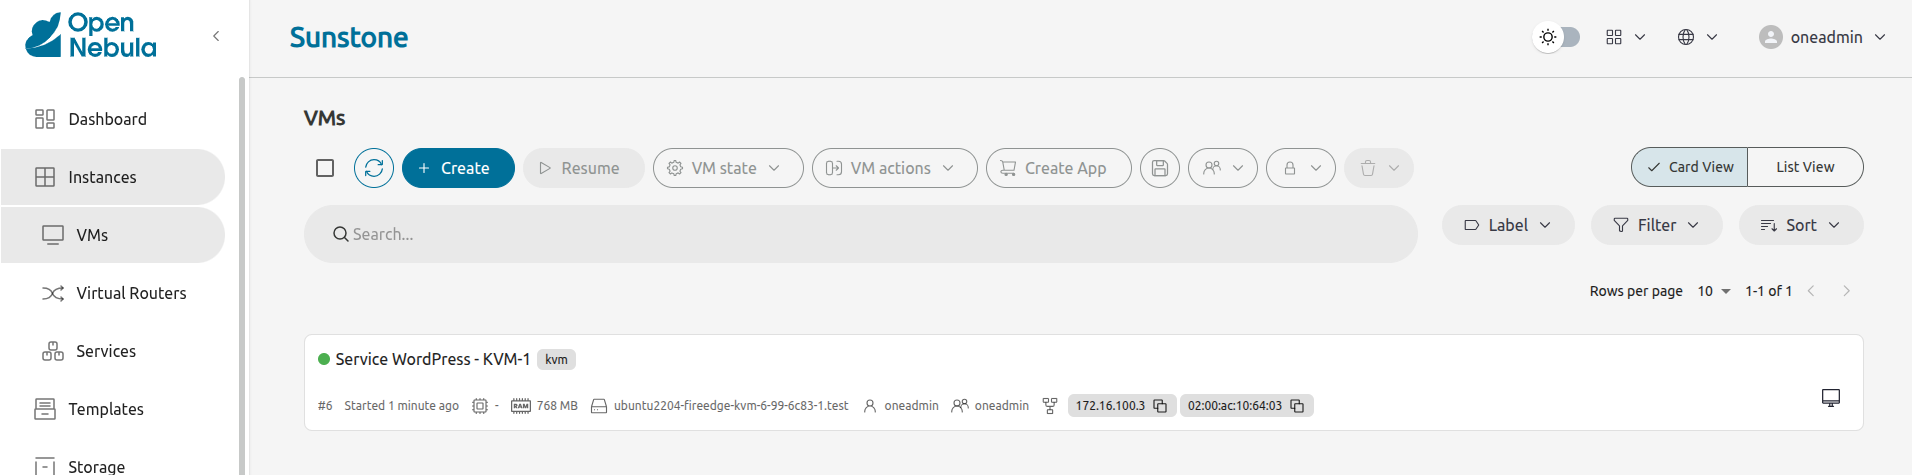 Open
Nebula
Sunstone
oneadmin
Dashboard
Instances
VMs
Virtual Routers
Services
Templates
Storage
VMs
+ Create
Resume
VM state
VM actions
Create App
Card View
List View
Search...
Label
Filter
Sort
Rows per page 10 1-1 of 1
Service WordPress - KVM-1 kvm
#6 Started 1 minute ago - RAM 768 MB ubuntu2204-fireedge-kvm-6-99-6c83-1.test oneadmin oneadmin 172.16.100.3 02:00:ac:10:64:03